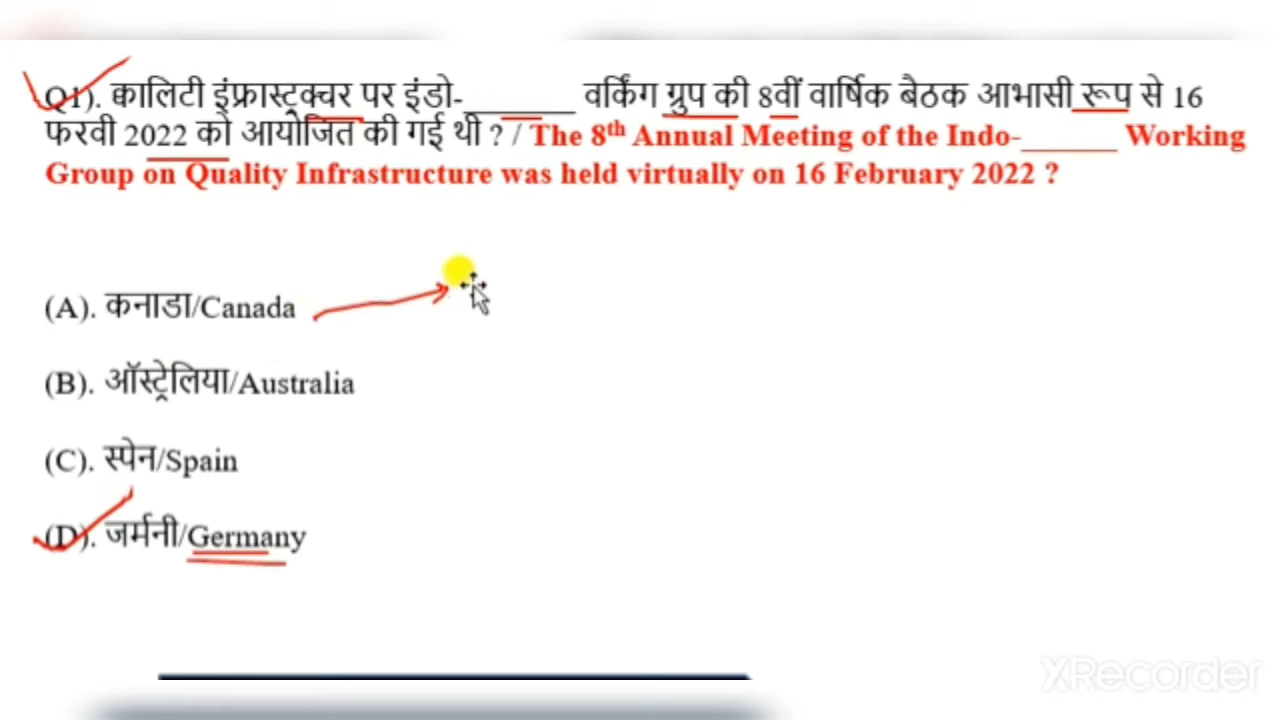 Q1). क्वालिटी इंफ्रास्ट्रक्चर पर इंडो-_______ वर्किंग ग्रुप की 8वीं वार्षिक बैठक आभासी रूप से 16
फरवी 2022 को आयोजित की गई थी ? / The 8th Annual Meeting of the Indo-______ Working
Group on Quality Infrastructure was held virtually on 16 February 2022 ?
(A). कनाडा/Canada
(B). ऑस्ट्रेलिया/Australia
(C). स्पेन/Spain
(D). जर्मनी/Germany
XRecorder